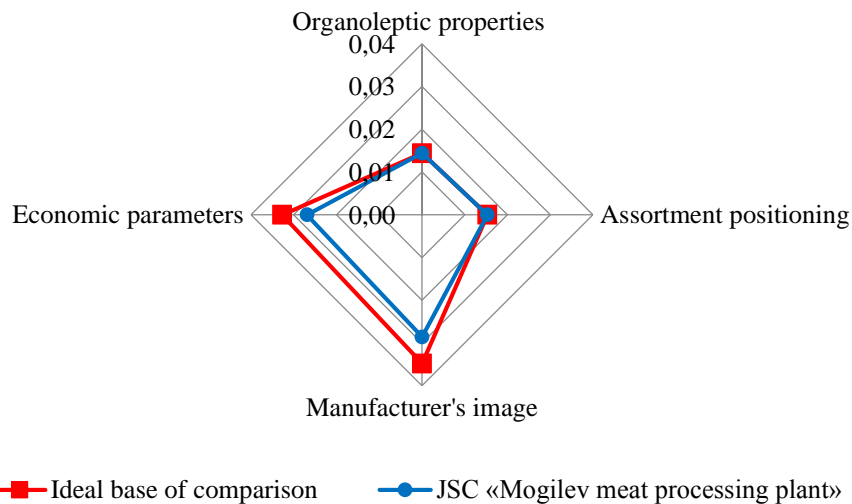 Organoleptic properties
0,04
0,03
0,02
0,01
0,00
Economic parameters
Assortment positioning
Manufacturer's image
Ideal base of comparison
JSC «Mogilev meat processing plant»